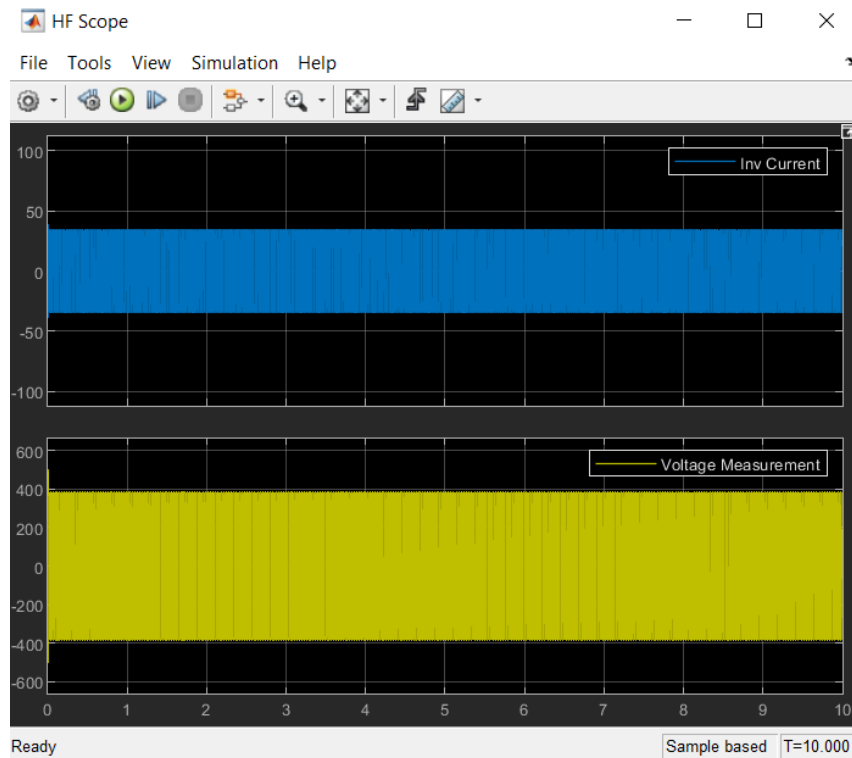 HF Scope
File Tools View Simulation Help
100
50
0
-50
-100
Inv Current
600
400
200
0
-200
-400
-600
Voltage Measurement
0 1 2 3 4 5 6 7 8 9 10
Ready Sample based T=10.000